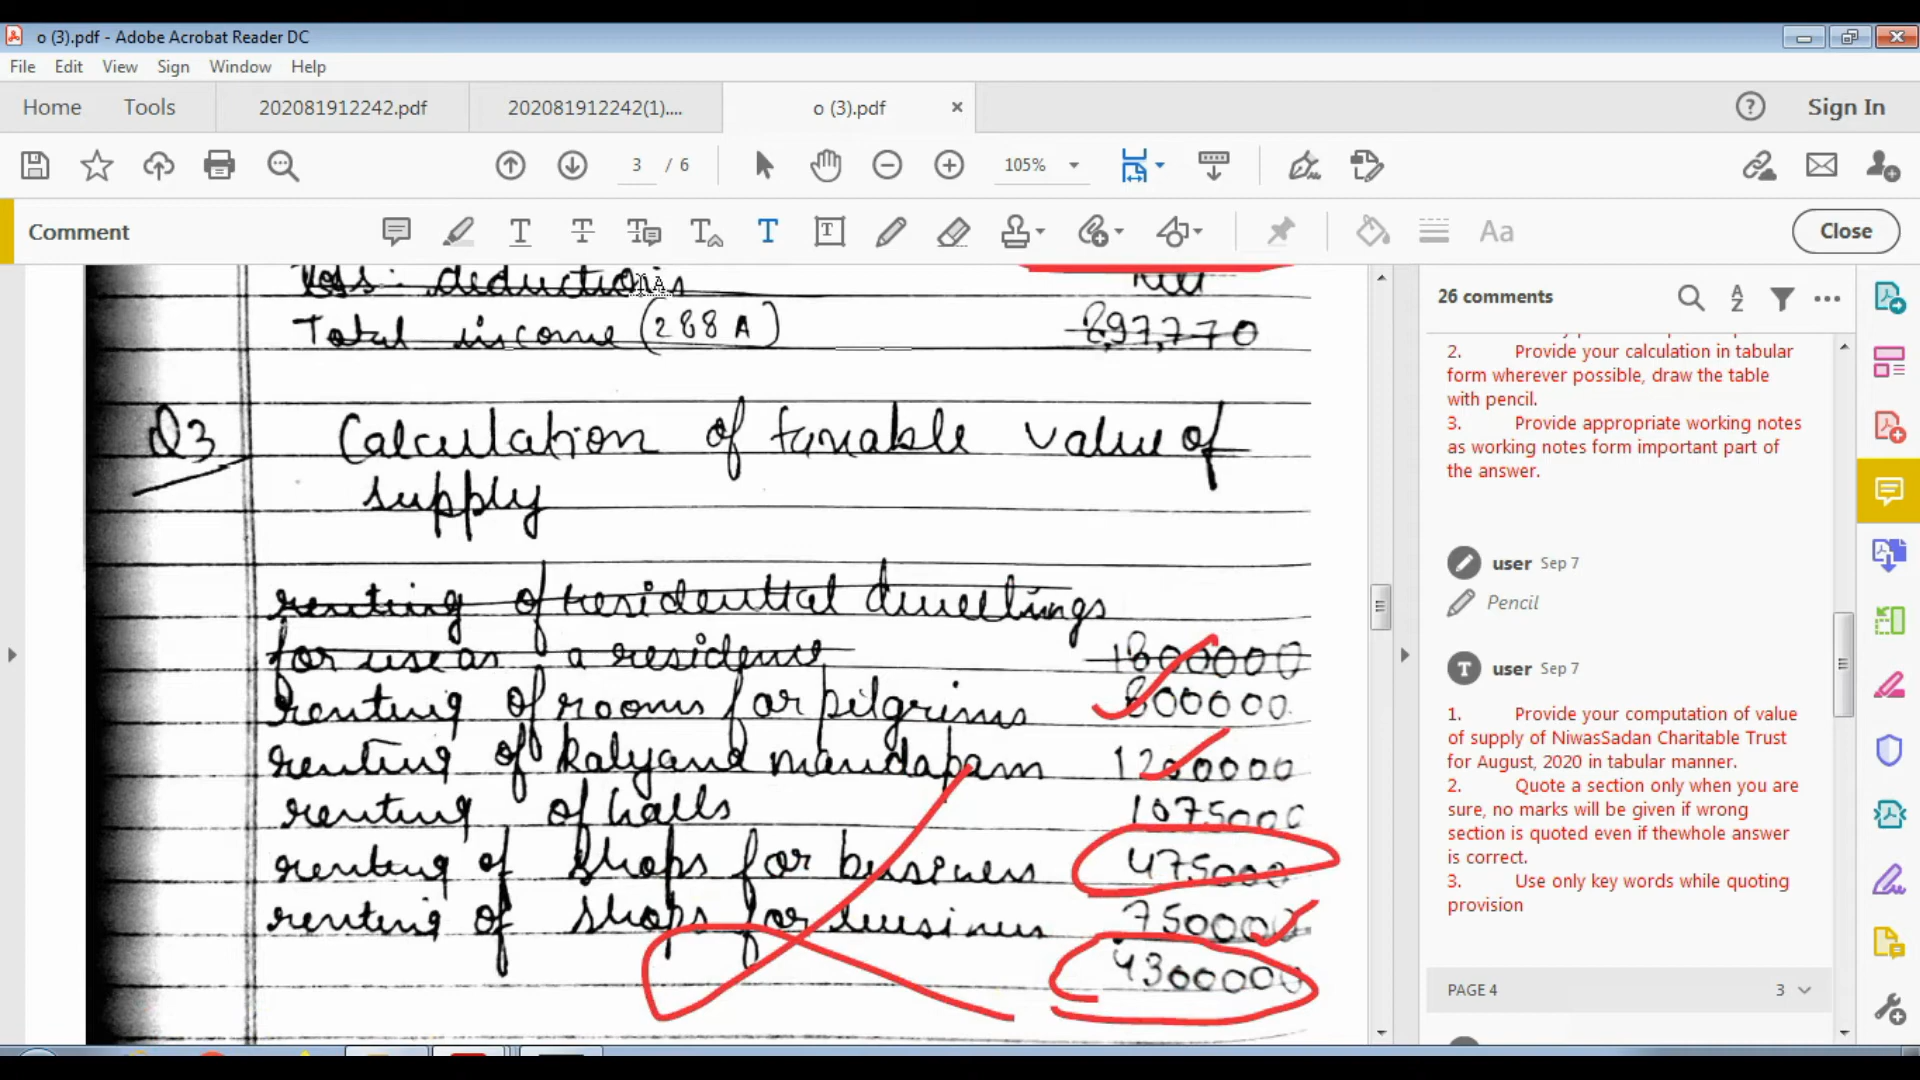 o (3).pdf - Adobe Acrobat Reader DC
File Edit View Sign Window Help
Home Tools 202081912242.pdf 202081912242(1).... o (3).pdf × Sign In
3 / 6 105%
Comment Close
Less: deductions Nil
Total income (288 A) 8,97,770
Q3 Calculation of taxable value of
supply
renting of residential dwellings
for use as a residence 1800000
Renting of rooms for pilgrims 800000
renting of kalyand mandapam 1200000
renting of halls 1075000
renting of shops for business 475000
renting of shops for business 750000
4300000
26 comments
2. Provide your calculation in tabular
form wherever possible, draw the table
with pencil.
3. Provide appropriate working notes
as working notes form important part of
the answer.
user Sep 7
Pencil
T user Sep 7
1. Provide your computation of value
of supply of NiwasSadan Charitable Trust
for August, 2020 in tabular manner.
2. Quote a section only when you are
sure, no marks will be given if wrong
section is quoted even if thewhole answer
is correct.
3. Use only key words while quoting
provision
PAGE 4 3